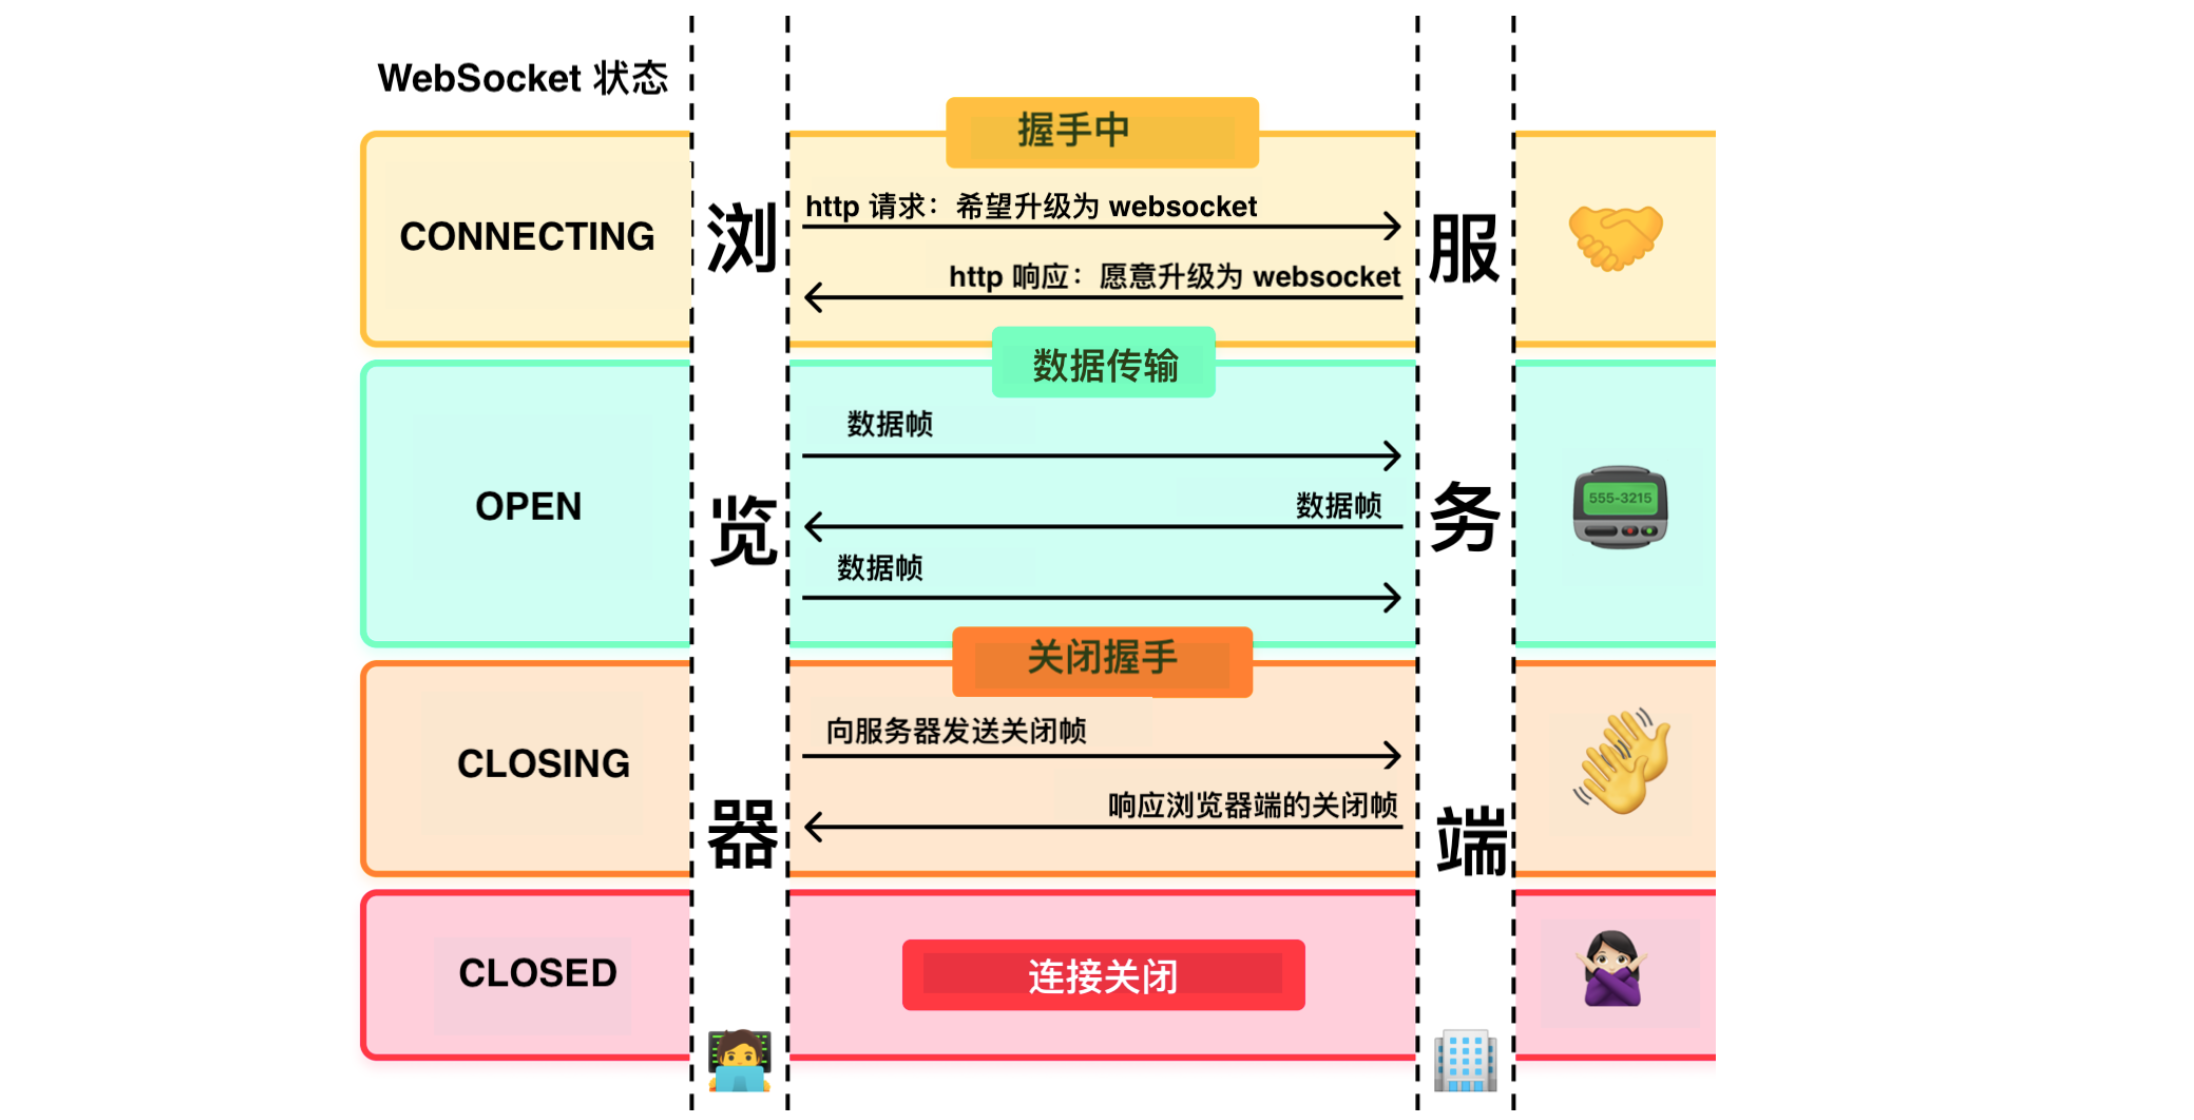 WebSocket 状态
握手中
CONNECTING
http 请求：希望升级为 websocket
http 响应：愿意升级为 websocket
数据传输
OPEN
数据帧
数据帧
数据帧
555-3215
关闭握手
CLOSING
向服务器发送关闭帧
响应浏览器端的关闭帧
CLOSED
连接关闭
浏览器
服务端